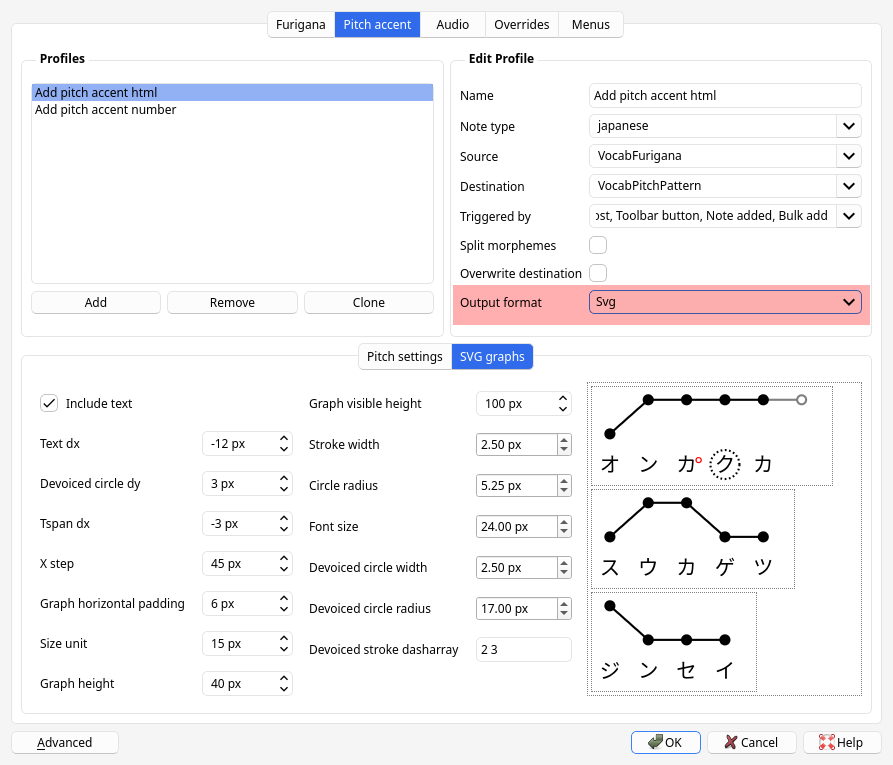 Furigana
Pitch accent
Audio
Overrides
Menus
Profiles
Add pitch accent html
Add pitch accent number
Add
Remove
Clone
Edit Profile
Name
Add pitch accent html
Note type
japanese
Source
VocabFurigana
Destination
VocabPitchPattern
Triggered by
ost, Toolbar button, Note added, Bulk add
Split morphemes
Overwrite destination
Output format
Svg
Pitch settings
SVG graphs
Include text
Text dx
-12 px
Devoiced circle dy
3 px
Tspan dx
-3 px
X step
45 px
Graph horizontal padding
6 px
Size unit
15 px
Graph height
40 px
Graph visible height
100 px
Stroke width
2.50 px
Circle radius
5.25 px
Font size
24.00 px
Devoiced circle width
2.50 px
Devoiced circle radius
17.00 px
Devoiced stroke dasharray
2 3
オンカ°クカ
スウカゲツ
ジンセイ
Advanced
OK
Cancel
Help